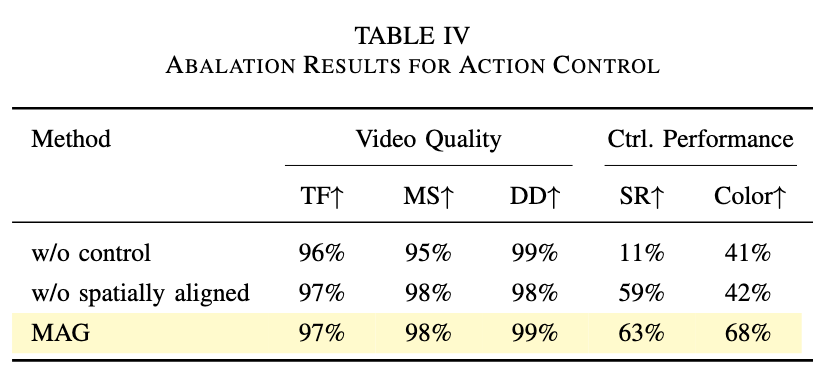 TABLE IV
ABALATION RESULTS FOR ACTION CONTROL
Method Video Quality Ctrl. Performance
TF↑ MS↑ DD↑ SR↑ Color↑
w/o control 96% 95% 99% 11% 41%
w/o spatially aligned 97% 98% 98% 59% 42%
MAG 97% 98% 99% 63% 68%